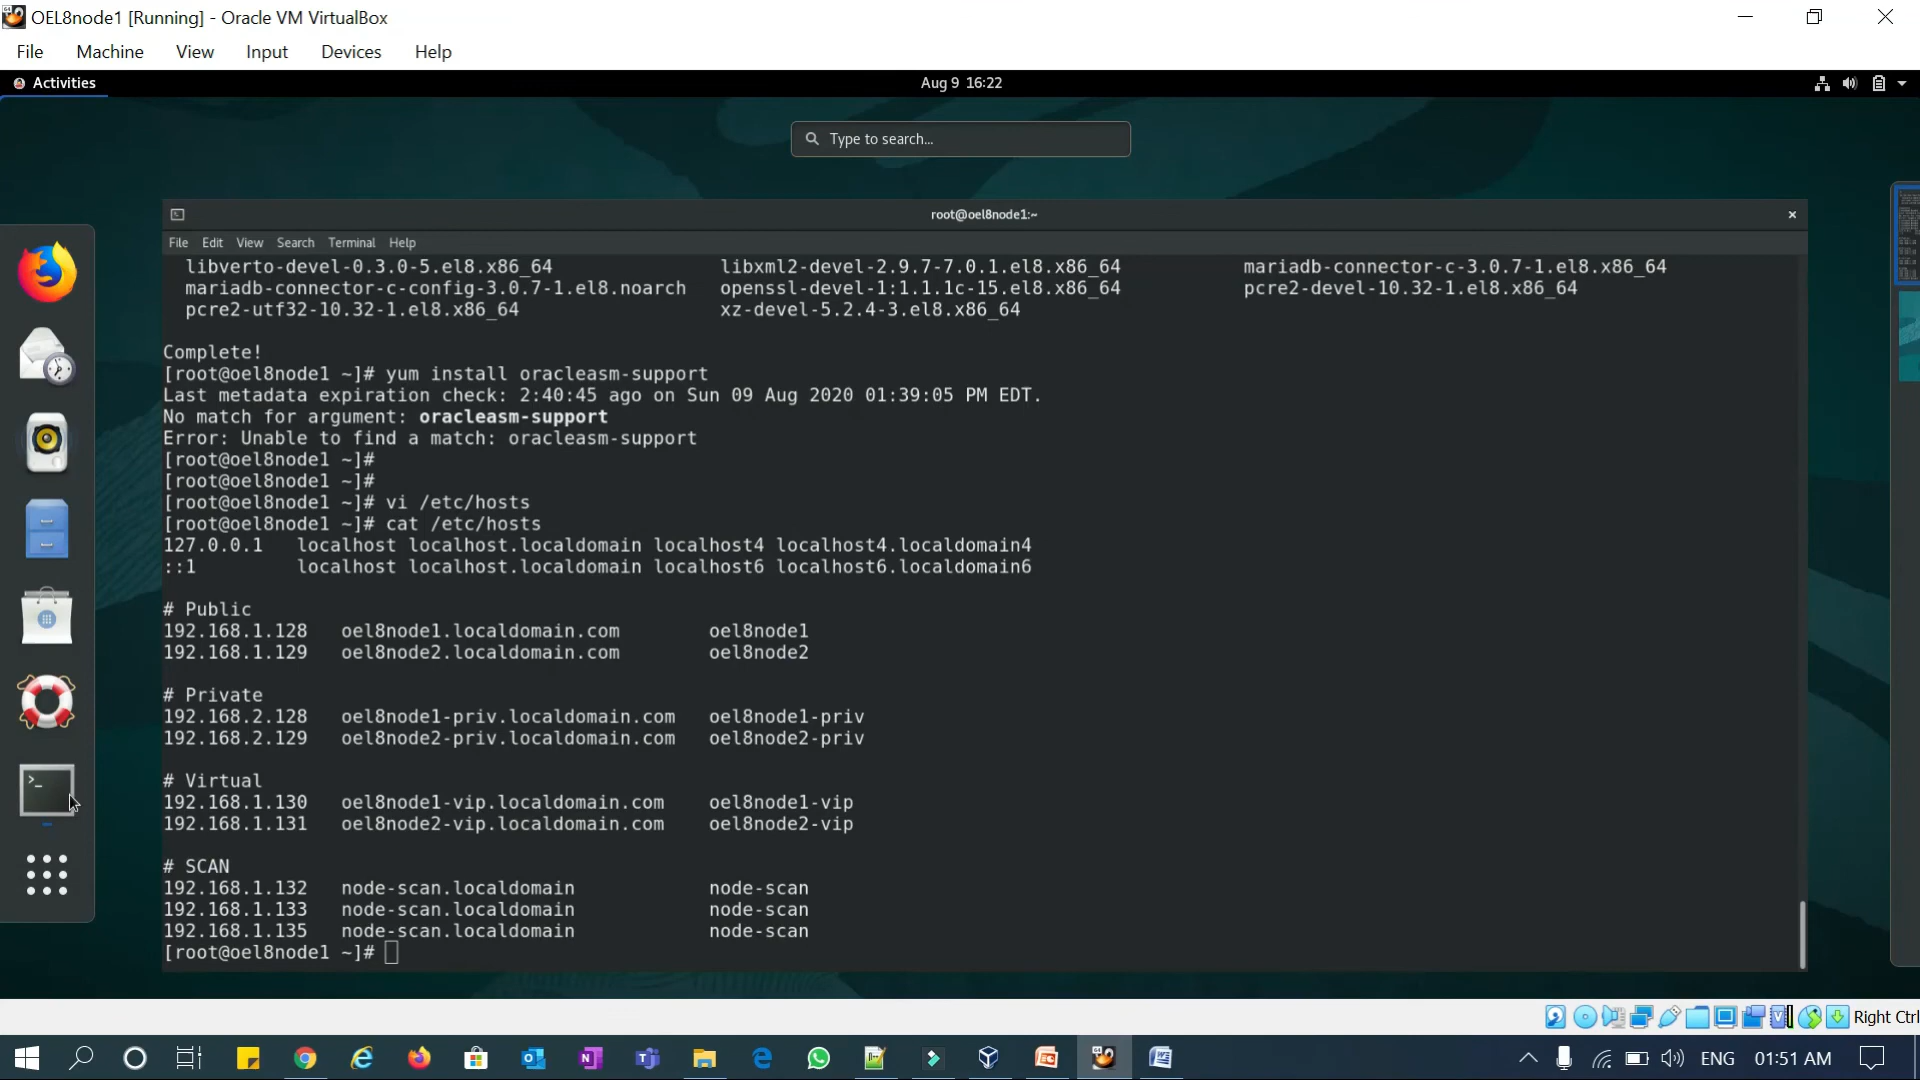 OEL8node1 [Running] - Oracle VM VirtualBox
File Machine View Input Devices Help
Activities
Aug 9 16:22
Type to search...
root@oel8node1:~
File Edit View Search Terminal Help
libverto-devel-0.3.0-5.el8.x86_64 libxml2-devel-2.9.7-7.0.1.el8.x86_64 mariadb-connector-c-3.0.7-1.el8.x86_64
mariadb-connector-c-config-3.0.7-1.el8.noarch openssl-devel-1:1.1.1c-15.el8.x86_64 pcre2-devel-10.32-1.el8.x86_64
pcre2-utf32-10.32-1.el8.x86_64 xz-devel-5.2.4-3.el8.x86_64
Complete!
[root@oel8node1 ~]# yum install oracleasm-support
Last metadata expiration check: 2:40:45 ago on Sun 09 Aug 2020 01:39:05 PM EDT.
No match for argument: oracleasm-support
Error: Unable to find a match: oracleasm-support
[root@oel8node1 ~]#
[root@oel8node1 ~]#
[root@oel8node1 ~]# vi /etc/hosts
[root@oel8node1 ~]# cat /etc/hosts
127.0.0.1 localhost localhost.localdomain localhost4 localhost4.localdomain4
::1 localhost localhost.localdomain localhost6 localhost6.localdomain6
# Public
192.168.1.128 oel8node1.localdomain.com oel8node1
192.168.1.129 oel8node2.localdomain.com oel8node2
# Private
192.168.2.128 oel8node1-priv.localdomain.com oel8node1-priv
192.168.2.129 oel8node2-priv.localdomain.com oel8node2-priv
# Virtual
192.168.1.130 oel8node1-vip.localdomain.com oel8node1-vip
192.168.1.131 oel8node2-vip.localdomain.com oel8node2-vip
# SCAN
192.168.1.132 node-scan.localdomain node-scan
192.168.1.133 node-scan.localdomain node-scan
192.168.1.135 node-scan.localdomain node-scan
[root@oel8node1 ~]#
Right Ctrl
ENG 01:51 AM